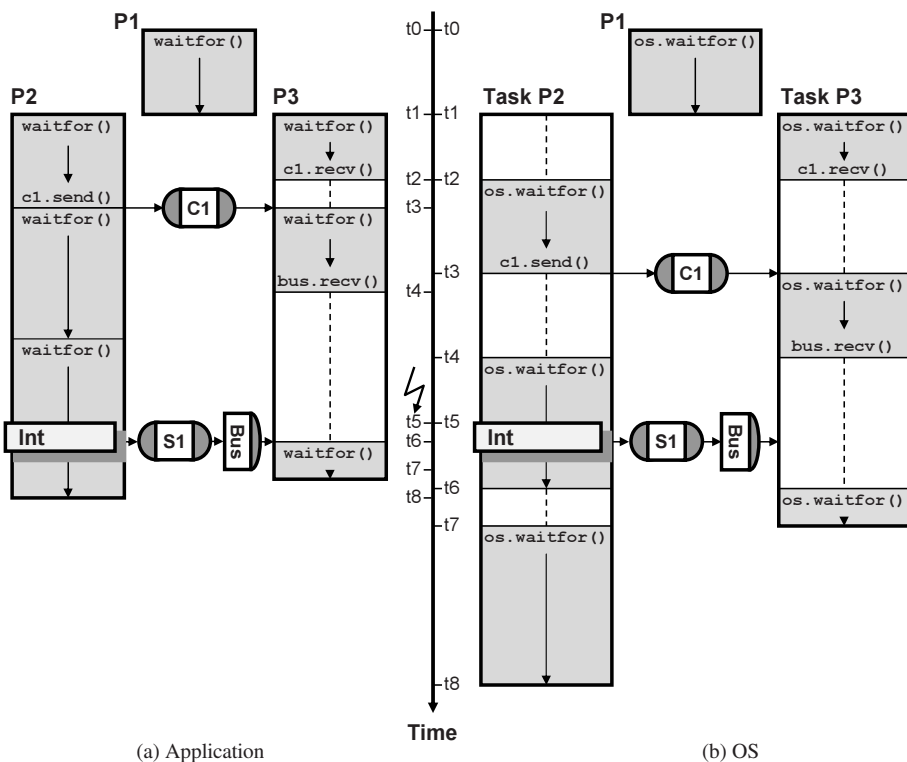 P1
waitfor()
P2
P3
waitfor()
waitfor()
c1.recv()
c1.send()
C1
waitfor()
waitfor()
bus.recv()
waitfor()
Int
S1
Bus
waitfor()
(a) Application
t0
t0
t1
t1
t2
t2
t3
t3
t4
t4
t5
t5
t6
t7
t6
t8
t7
t8
Time
P1
os.waitfor()
Task P2
Task P3
os.waitfor()
c1.recv()
os.waitfor()
c1.send()
C1
os.waitfor()
bus.recv()
os.waitfor()
Int
S1
Bus
os.waitfor()
os.waitfor()
(b) OS